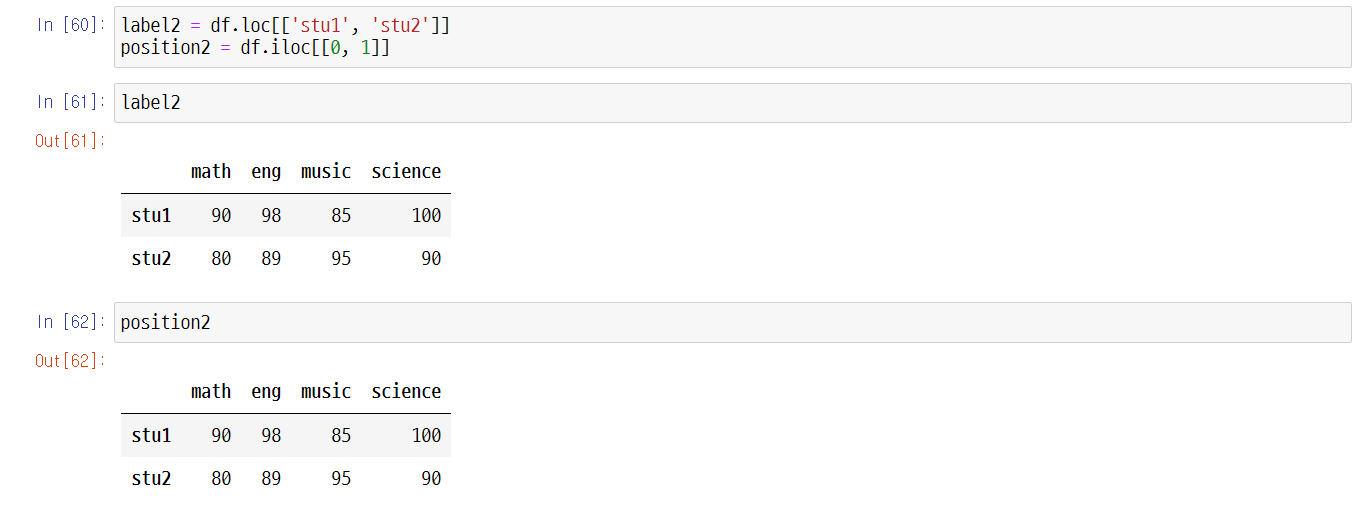 In [60]: label2 = df.loc[['stu1', 'stu2']]
position2 = df.iloc[[0, 1]]
In [61]: label2
Out[61]:
math eng music science
stu1 90 98 85 100
stu2 80 89 95 90
In [62]: position2
Out[62]:
math eng music science
stu1 90 98 85 100
stu2 80 89 95 90